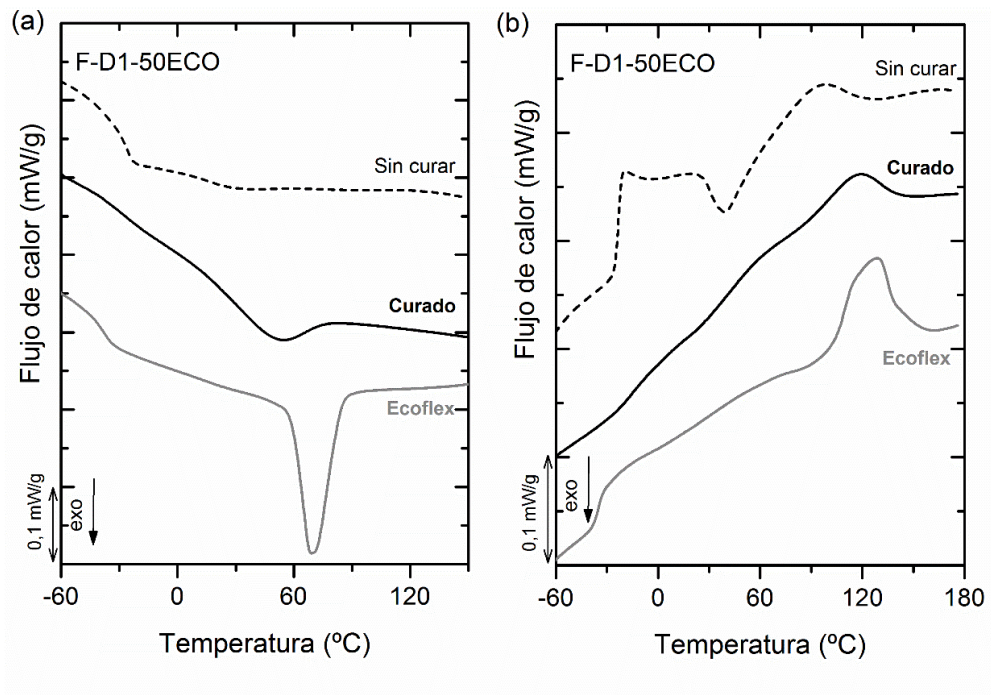 (a)
F-D1-50ECO
Sin curar
Curado
Ecoflex
Flujo de calor (mW/g)
0,1 mW/g
exo
-60 0 60 120
Temperatura (ºC)
(b)
F-D1-50ECO
Sin curar
Curado
Ecoflex
Flujo de calor (mW/g)
0,1 mW/g
exo
-60 0 60 120 180
Temperatura (ºC)